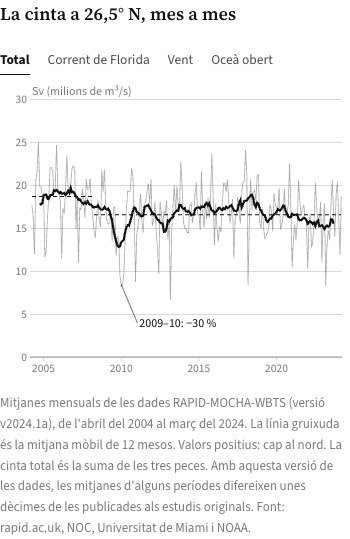 La cinta a 26,5° N, mes a mes
Total Corrent de Florida Vent Oceà obert
Sv (milions de m³/s)
30
25
20
15
10
5
0
2009–10: −30 %
2005 2010 2015 2020
Mitjanes mensuals de les dades RAPID-MOCHA-WBTS (versió
v2024.1a), de l'abril del 2004 al març del 2024. La línia gruixuda
és la mitjana mòbil de 12 mesos. Valors positius: cap al nord. La
cinta total és la suma de les tres peces. Amb aquesta versió de
les dades, les mitjanes d'alguns períodes difereixen unes
dècimes de les publicades als estudis originals. Font:
rapid.ac.uk, NOC, Universitat de Miami i NOAA.